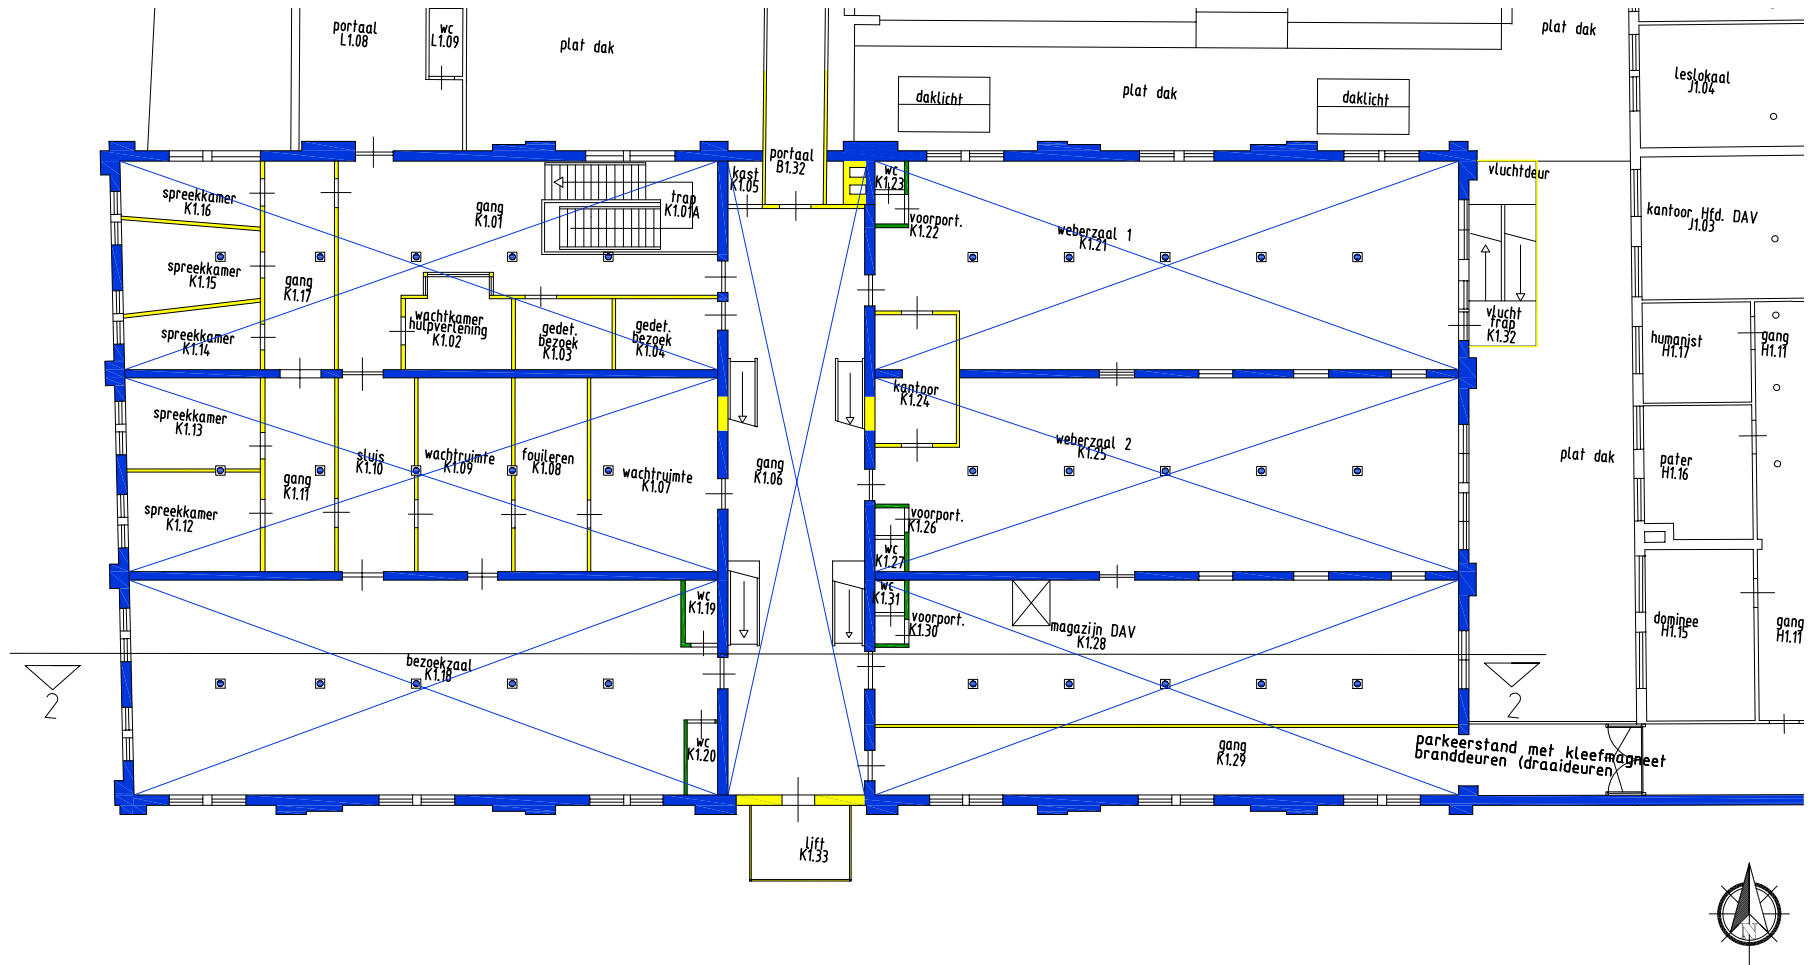 portaal
L1.08
wc
L1.09
plat dak
plat dak
plat dak
daklicht
daklicht
leslokaal
J1.04
spreekkamer
K1.16
gang
K1.01
trap
K1.01A
kast
K1.05
portaal
B1.32
wc
K1.23
voorport.
K1.22
weberzaal 1
K1.21
vluchtdeur
kantoor Hfd. DAV
J1.03
spreekkamer
K1.15
gang
K1.17
spreekkamer
K1.14
wachtkamer
hulpverlening
K1.02
gedet.
bezoek
K1.03
gedet.
bezoek
K1.04
vlucht
trap
K1.32
humanist
H1.17
gang
H1.11
spreekkamer
K1.13
kantoor
K1.24
sluis
K1.10
wachtruimte
K1.09
fouileren
K1.08
wachtruimte
K1.07
gang
K1.06
weberzaal 2
K1.25
plat dak
pater
H1.16
gang
K1.11
spreekkamer
K1.12
voorport.
K1.26
wc
K1.27
wc
K1.31
voorport.
K1.30
wc
K1.19
magazijn DAV
K1.28
dominee
H1.15
gang
H1.11
bezoekzaal
K1.18
2
2
wc
K1.20
gang
K1.29
parkeerstand met kleefmagneet
branddeuren (draaideuren
lift
K1.33
N